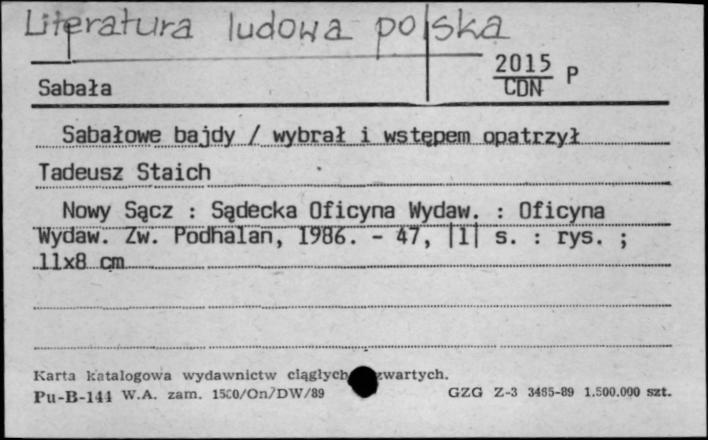 Literatura ludowa polska
2015 P
CDN
Sabała
Sabałowe bajdy / wybrał i wstępem opatrzył
Tadeusz Staich
Nowy Sącz : Sądecka Oficyna Wydaw. : Oficyna
Wydaw. Zw. Podhalan, 1986. - 47, |1| s. : rys. ;
11x8 cm
Karta katalogowa wydawnictw ciągłych zwartych.
Pu-B-144 W.A. zam. 1500/On/DW/89 GZG Z-3 3485-89 1.500.000 szt.